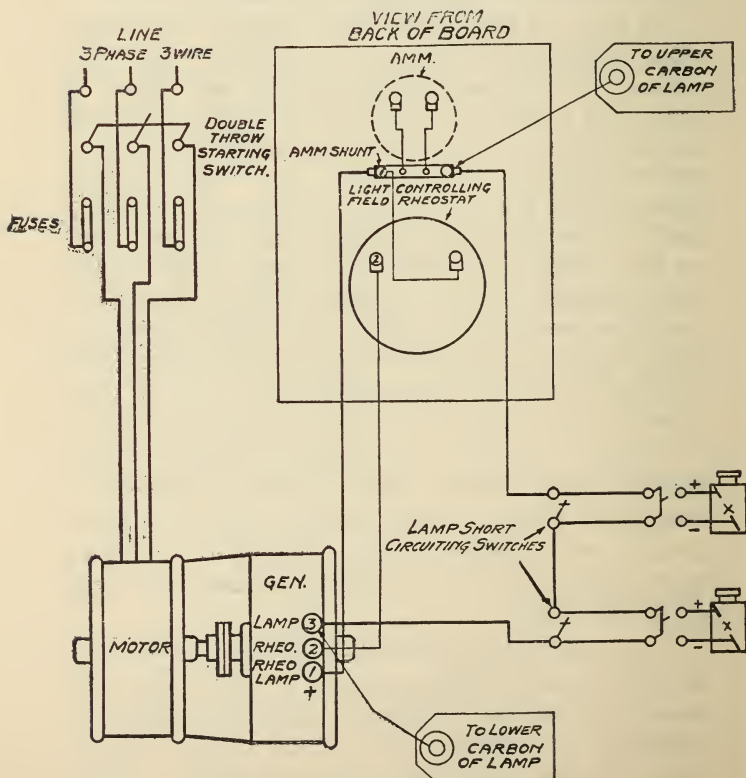 VIEW FROM
BACK OF BOARD
LINE
3 PHASE 3 WIRE
AMM.
TO UPPER
CARBON
OF LAMP
DOUBLE
THROW
STARTING
SWITCH.
AMM SHUNT
1
LIGHT CONTROLLING
FIELD RHEOSTAT
FUSES
2
+
X
-
LAMP SHORT
CIRCUITING SWITCHES
+
X
-
GEN.
LAMP 3
MOTOR
RHEO. 2
RHEO
LAMP 1
+
TO LOWER
CARBON
OF LAMP